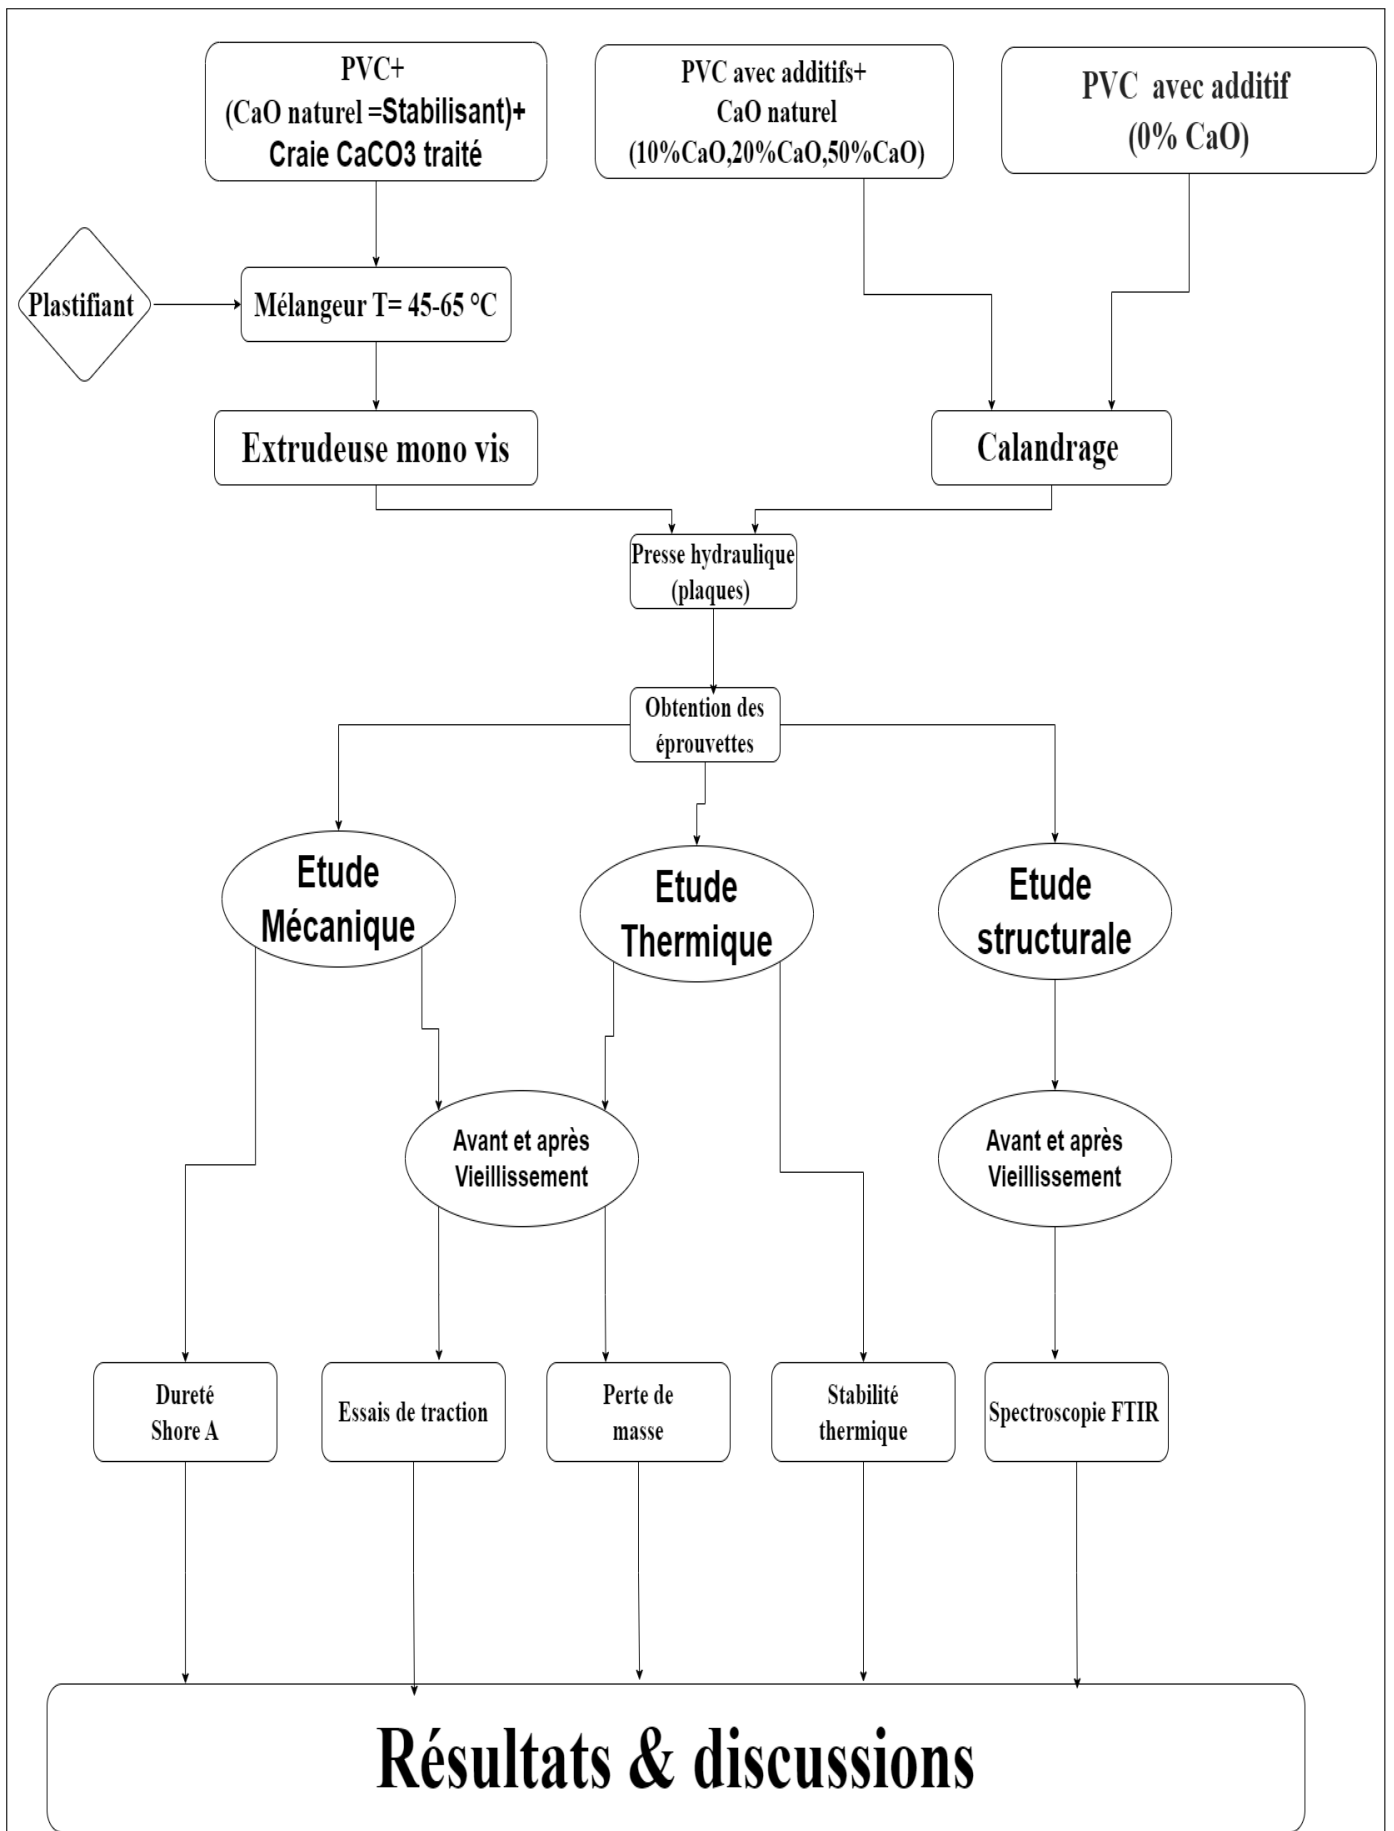 PVC+
(CaO naturel =Stabilisant)+
Craie CaCO3 traité
PVC avec additifs+
CaO naturel
(10%CaO,20%CaO,50%CaO)
PVC avec additif
(0% CaO)
Plastifiant
Mélangeur T= 45-65 °C
Extrudeuse mono vis
Calandrage
Presse hydraulique
(plaques)
Obtention des
éprouvettes
Etude
Mécanique
Etude
Thermique
Etude
structurale
Avant et après
Vieillissement
Avant et après
Vieillissement
Dureté
Shore A
Essais de traction
Perte de
masse
Stabilité
thermique
Spectroscopie FTIR
Résultats & discussions